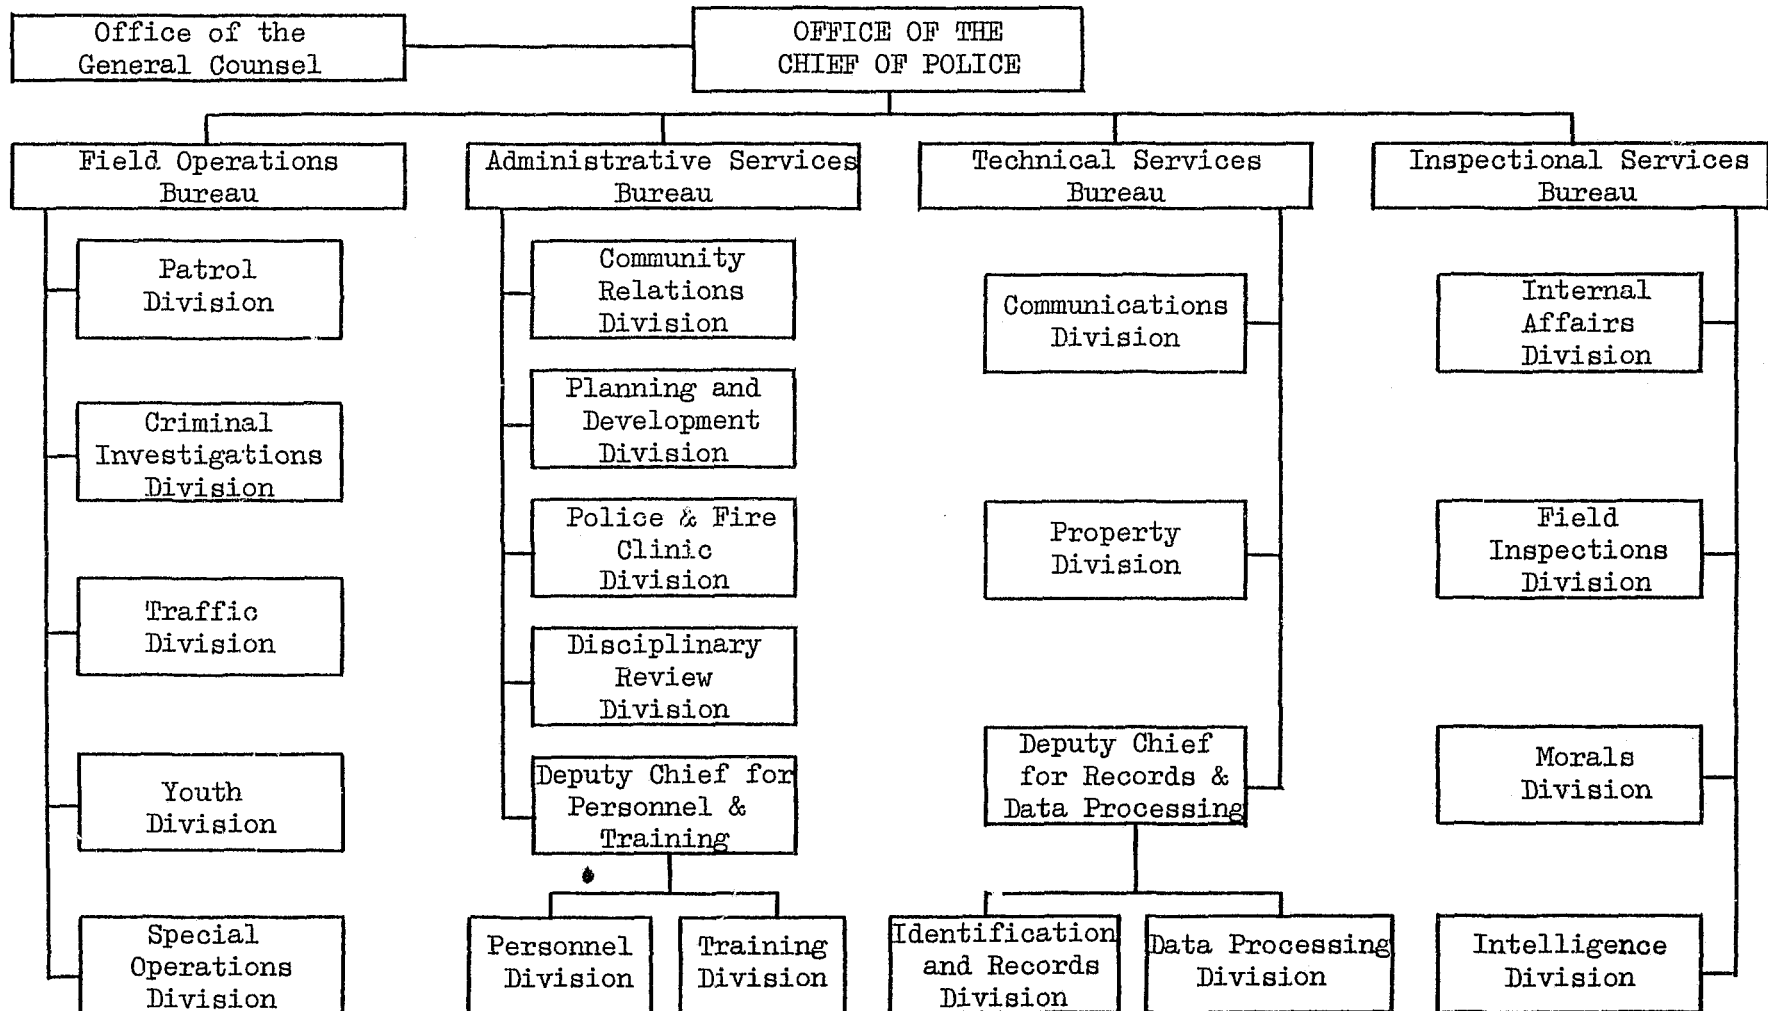 Office of the
General Counsel
OFFICE OF THE
CHIEF OF POLICE
Field Operations
Bureau
Administrative Services
Bureau
Technical Services
Bureau
Inspectional Services
Bureau
Patrol
Division
Criminal
Investigations
Division
Traffic
Division
Youth
Division
Special
Operations
Division
Community
Relations
Division
Planning and
Development
Division
Police & Fire
Clinic
Division
Disciplinary
Review
Division
Deputy Chief for
Personnel &
Training
Personnel
Division
Training
Division
Communications
Division
Property
Division
Deputy Chief
for Records &
Data Processing
Identification
and Records
Division
Data Processing
Division
Internal
Affairs
Division
Field
Inspections
Division
Morals
Division
Intelligence
Division